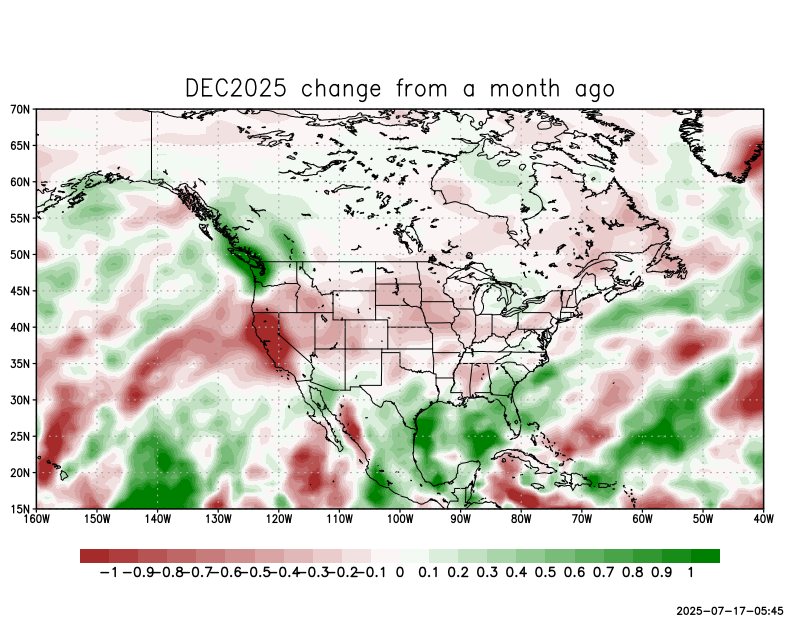 DEC2025 change from a month ago
70N
65N
60N
55N
50N
45N
40N
35N
30N
25N
20N
15N
160W 150W 140W 130W 120W 110W 100W 90W 80W 70W 60W 50W 40W
−1 −0.9 −0.8 −0.7 −0.6 −0.5 −0.4 −0.3 −0.2 −0.1 0 0.1 0.2 0.3 0.4 0.5 0.6 0.7 0.8 0.9 1
2025-07-17-05:45